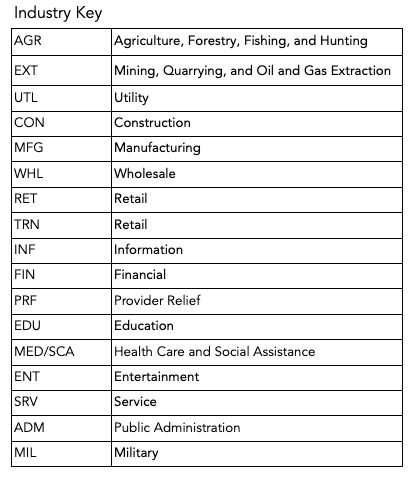 Industry Key
AGR Agriculture, Forestry, Fishing, and Hunting
EXT Mining, Quarrying, and Oil and Gas Extraction
UTL Utility
CON Construction
MFG Manufacturing
WHL Wholesale
RET Retail
TRN Retail
INF Information
FIN Financial
PRF Provider Relief
EDU Education
MED/SCA Health Care and Social Assistance
ENT Entertainment
SRV Service
ADM Public Administration
MIL Military